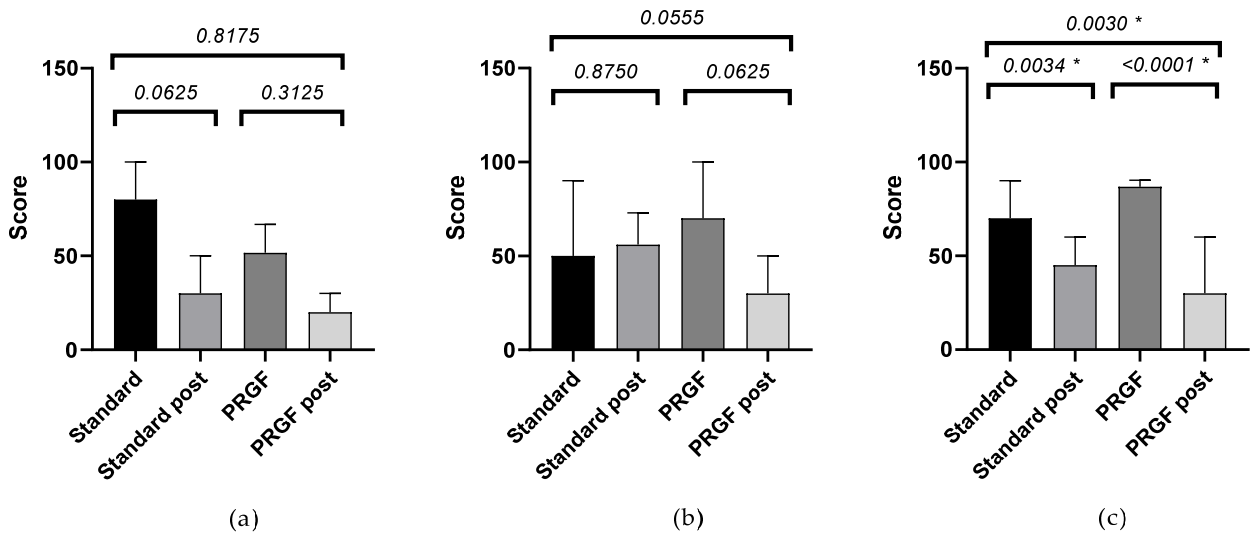 0.8175
0.0625
0.3125
150
100
50
0
Score
Standard
Standard post
PRGF
PRGF post
(a)
0.0555
0.8750
0.0625
150
100
50
0
Score
Standard
Standard post
PRGF
PRGF post
(b)
0.0030 *
0.0034 *
<0.0001 *
150
100
50
0
Score
Standard
Standard post
PRGF
PRGF post
(c)